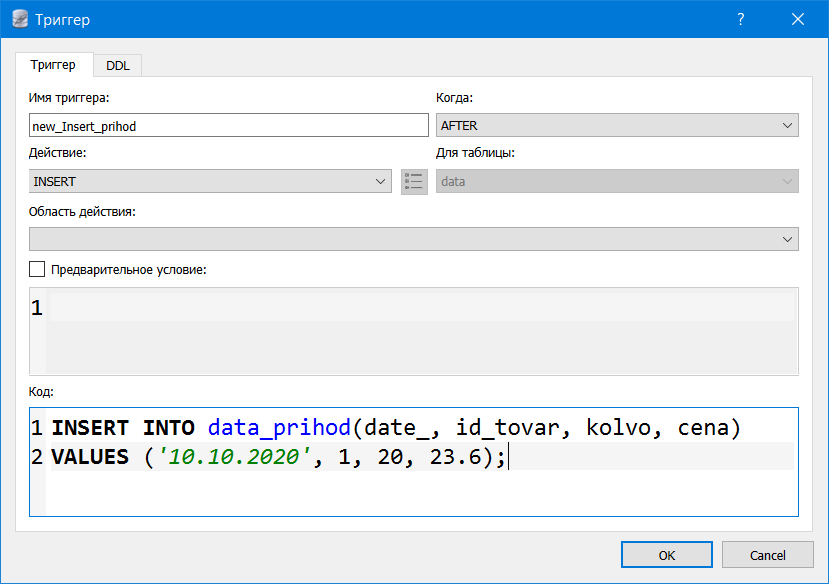 Триггер
?
Триггер DDL
Имя триггера: Когда:
new_Insert_prihod AFTER
Действие: Для таблицы:
INSERT data
Область действия:
Предварительное условие:
1
Код:
1 INSERT INTO data_prihod(date_, id_tovar, kolvo, cena)
2 VALUES ('10.10.2020', 1, 20, 23.6);
OK Cancel